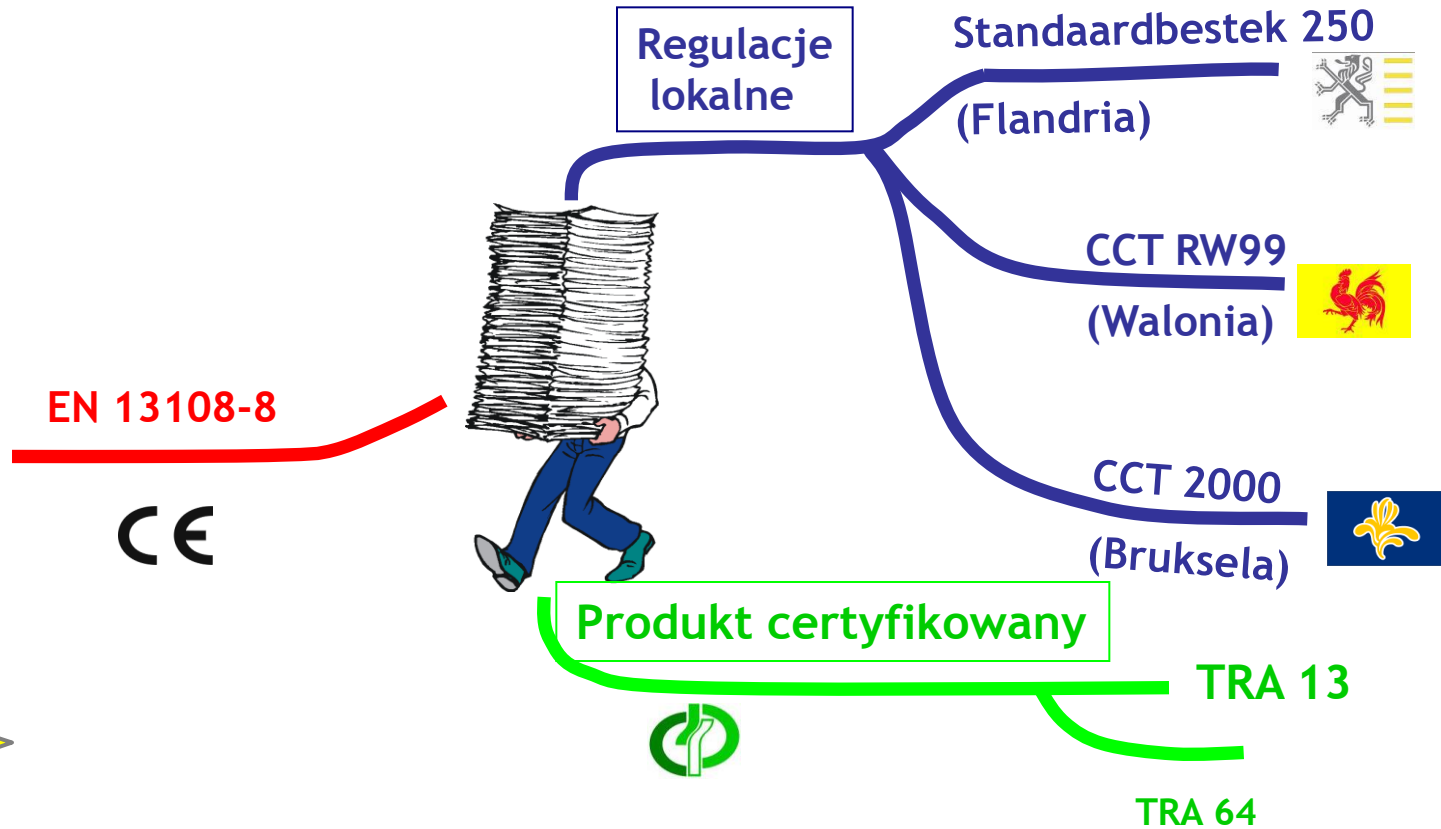 Regulacje
lokalne
Standaardbestek 250
(Flandria)
CCT RW99
(Walonia)
EN 13108-8
CE
CCT 2000
(Bruksela)
Produkt certyfikowany
TRA 13
TRA 64